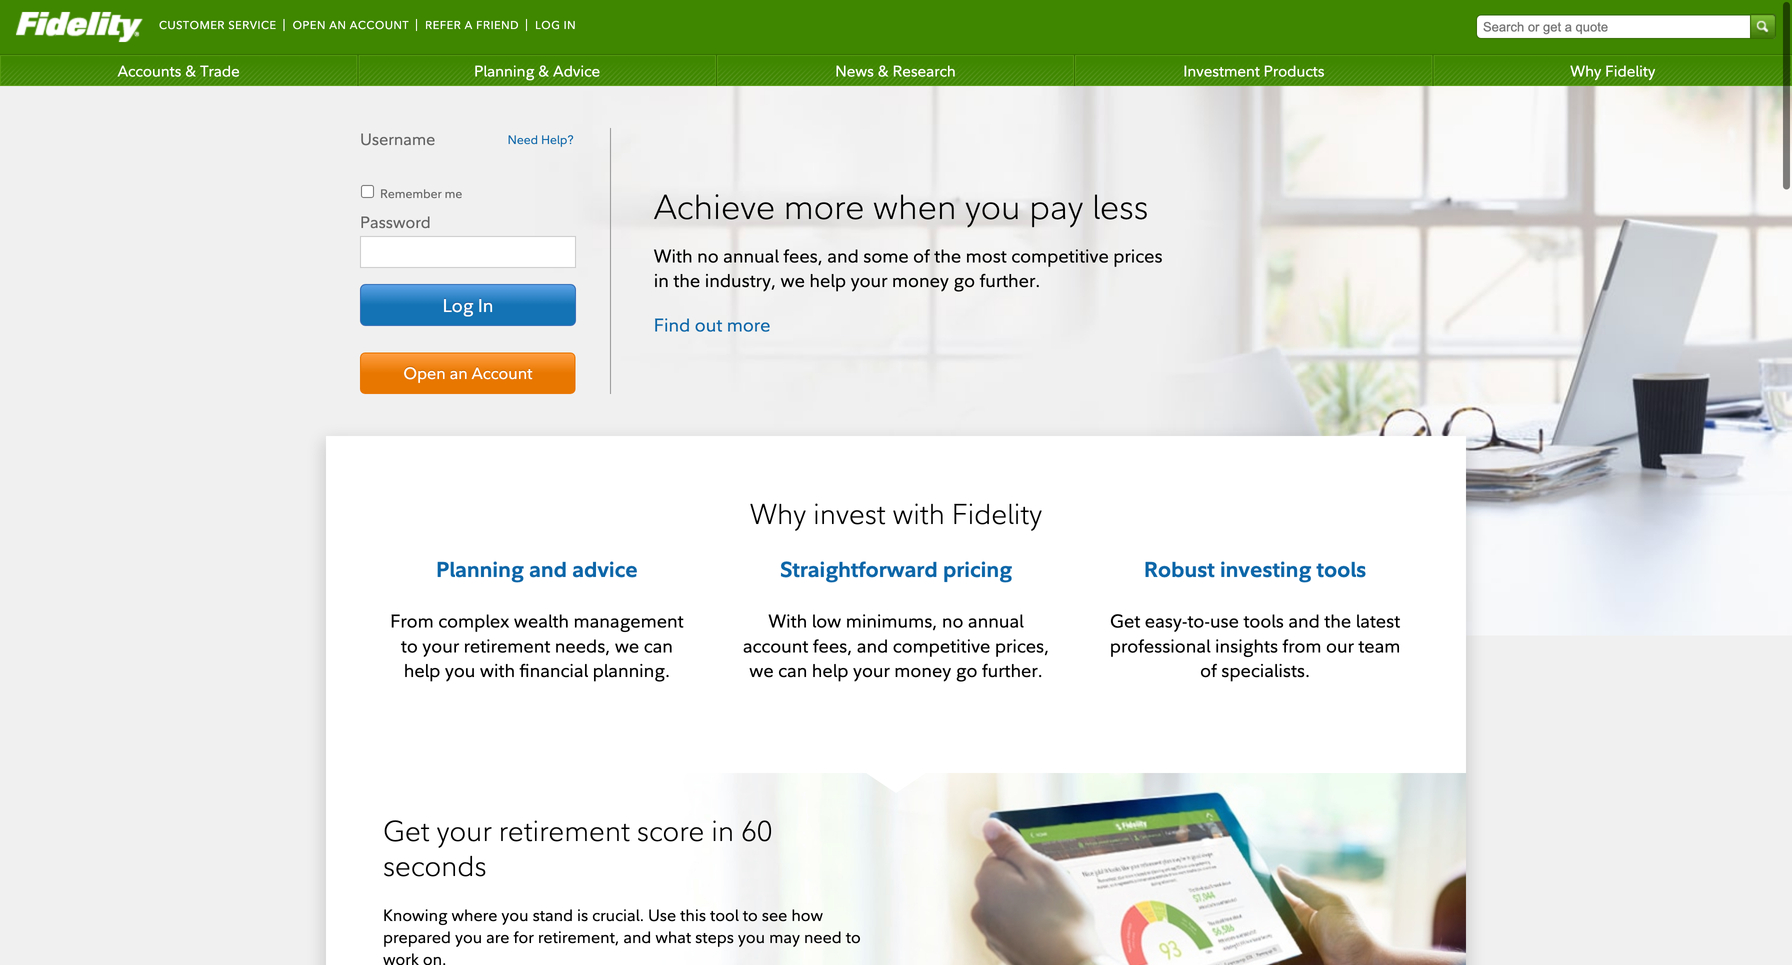 Fidelity
CUSTOMER SERVICE | OPEN AN ACCOUNT | REFER A FRIEND | LOG IN
Search or get a quote
Accounts & Trade
Planning & Advice
News & Research
Investment Products
Why Fidelity
Username
Need Help?
Remember me
Password
Log In
Open an Account
Achieve more when you pay less
With no annual fees, and some of the most competitive prices
in the industry, we help your money go further.
Find out more
Why invest with Fidelity
Planning and advice
From complex wealth management
to your retirement needs, we can
help you with financial planning.
Straightforward pricing
With low minimums, no annual
account fees, and competitive prices,
we can help your money go further.
Robust investing tools
Get easy-to-use tools and the latest
professional insights from our team
of specialists.
Get your retirement score in 60
seconds
Knowing where you stand is crucial. Use this tool to see how
prepared you are for retirement, and what steps you may need to
work on.
Fidelity
$7,044
$6,586
93